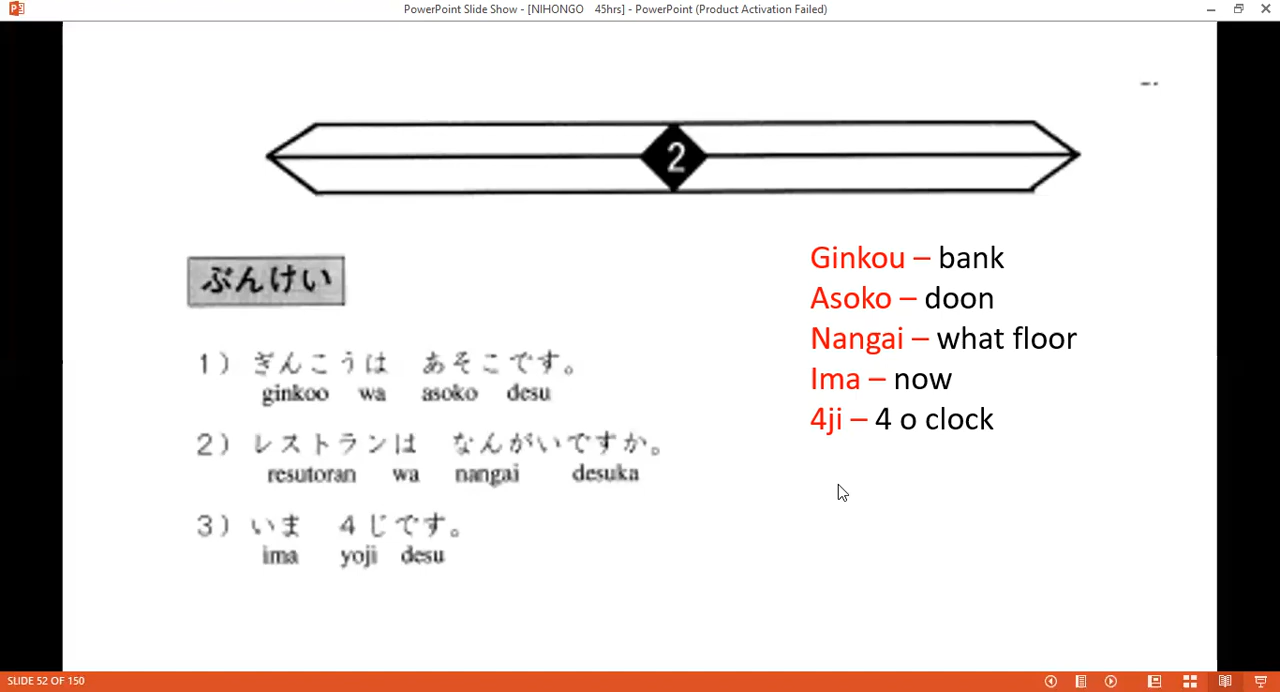 PowerPoint Slide Show - [NIHONGO 45hrs] - PowerPoint (Product Activation Failed)
2
ぶんけい
1) ぎんこうは あそこです。
ginkoo wa asoko desu
2) レストランは なんがいですか。
resutoran wa nangai desuka
3) いま 4じです。
ima yoji desu
Ginkou – bank
Asoko – doon
Nangai – what floor
Ima – now
4ji – 4 o clock
SLIDE 52 OF 150